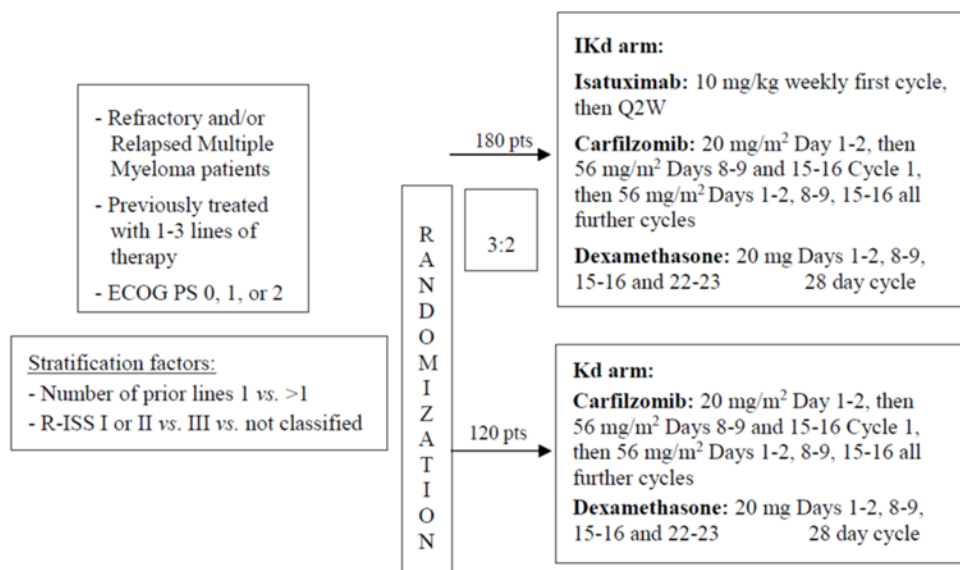 - Refractory and/or
Relapsed Multiple
Myeloma patients
- Previously treated
with 1-3 lines of
therapy
- ECOG PS 0, 1, or 2
Stratification factors:
- Number of prior lines 1 vs. >1
- R-ISS I or II vs. III vs. not classified
R
A
N
D
O
M
I
Z
A
T
I
O
N
180 pts
3:2
120 pts
IKd arm:
Isatuximab: 10 mg/kg weekly first cycle,
then Q2W
Carfilzomib: 20 mg/m² Day 1-2, then
56 mg/m² Days 8-9 and 15-16 Cycle 1,
then 56 mg/m² Days 1-2, 8-9, 15-16 all
further cycles
Dexamethasone: 20 mg Days 1-2, 8-9,
15-16 and 22-23 28 day cycle
Kd arm:
Carfilzomib: 20 mg/m² Day 1-2, then
56 mg/m² Days 8-9 and 15-16 Cycle 1,
then 56 mg/m² Days 1-2, 8-9, 15-16 all
further cycles
Dexamethasone: 20 mg Days 1-2, 8-9,
15-16 and 22-23 28 day cycle